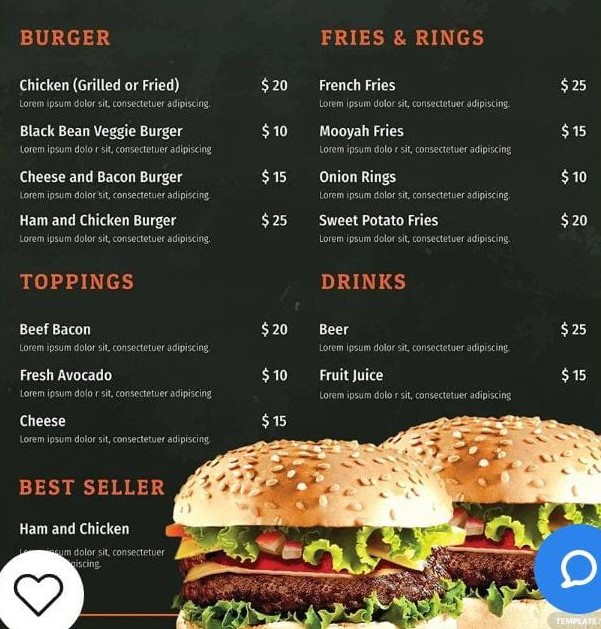 BURGER
Chicken (Grilled or Fried) $ 20
Lorem ipsum dolor sit, consectetuer adipiscing.
Black Bean Veggie Burger $ 10
Lorem ipsum dolo r sit, consectetuer adipiscing
Cheese and Bacon Burger $ 15
Lorem ipsum dolor sit, consectetuer adipiscing.
Ham and Chicken Burger $ 25
Lorem ipsum dolor sit, consectetuer adipiscing.
TOPPINGS
Beef Bacon $ 20
Lorem ipsum dolor sit, consectetuer adipiscing.
Fresh Avocado $ 10
Lorem ipsum dolo r sit, consectetuer adipiscing
Cheese $ 15
Lorem ipsum dolor sit, consectetuer adipiscing.
BEST SELLER
Ham and Chicken
ipsum dolor sit, consectetuer
FRIES & RINGS
French Fries $ 25
Lorem ipsum dolor sit, consectetuer adipiscing.
Mooyah Fries $ 15
Lorem ipsum dolo r sit, consectetuer adipiscing
Onion Rings $ 10
Lorem ipsum dolor sit, consectetuer adipiscing.
Sweet Potato Fries $ 20
Lorem ipsum dolor sit, consectetuer adipiscing.
DRINKS
Beer $ 25
Lorem ipsum dolor sit, consectetuer adipiscing.
Fruit Juice $ 15
Lorem ipsum dolo r sit, consectetuer adipiscing
TEMPLATE